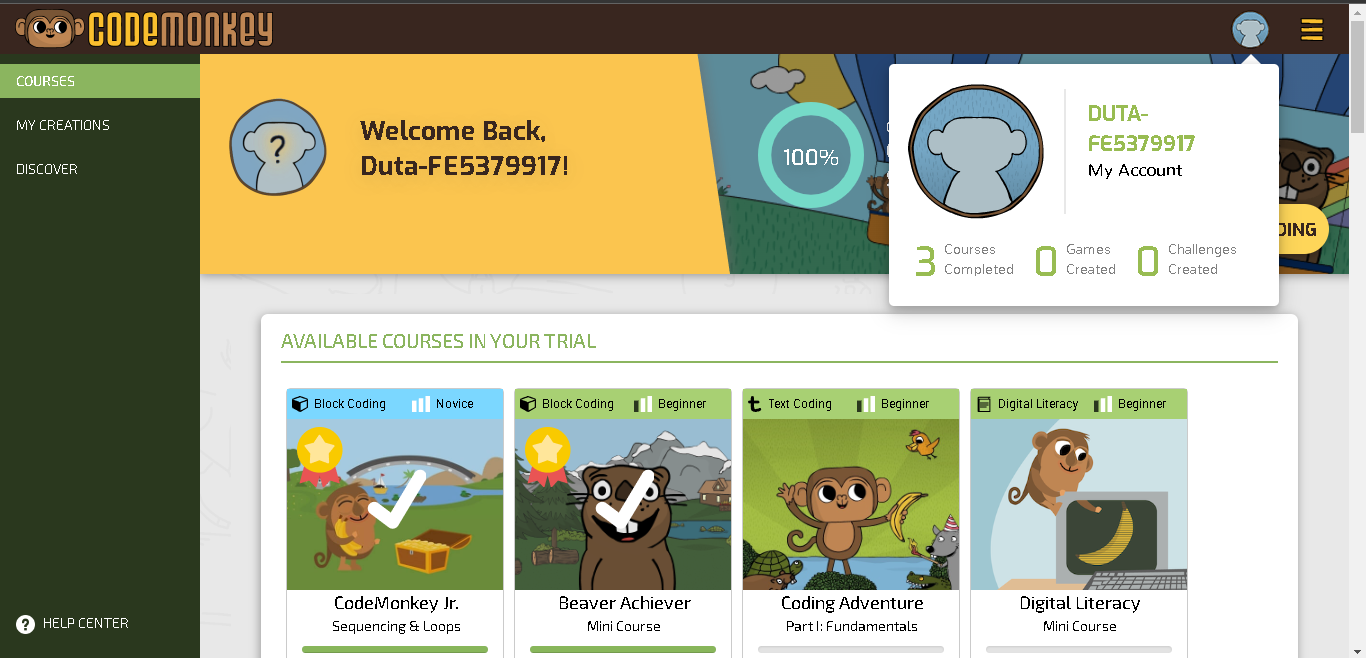 CODEMONKEY
COURSES
MY CREATIONS
DISCOVER
HELP CENTER
?
Welcome Back,
Duta-FE5379917!
100%
DUTA-
FE5379917
My Account
3 Courses Completed
0 Games Created
0 Challenges Created
DING
AVAILABLE COURSES IN YOUR TRIAL
Block Coding Novice
CodeMonkey Jr.
Sequencing & Loops
Block Coding Beginner
Beaver Achiever
Mini Course
Text Coding Beginner
Coding Adventure
Part I: Fundamentals
Digital Literacy Beginner
Digital Literacy
Mini Course